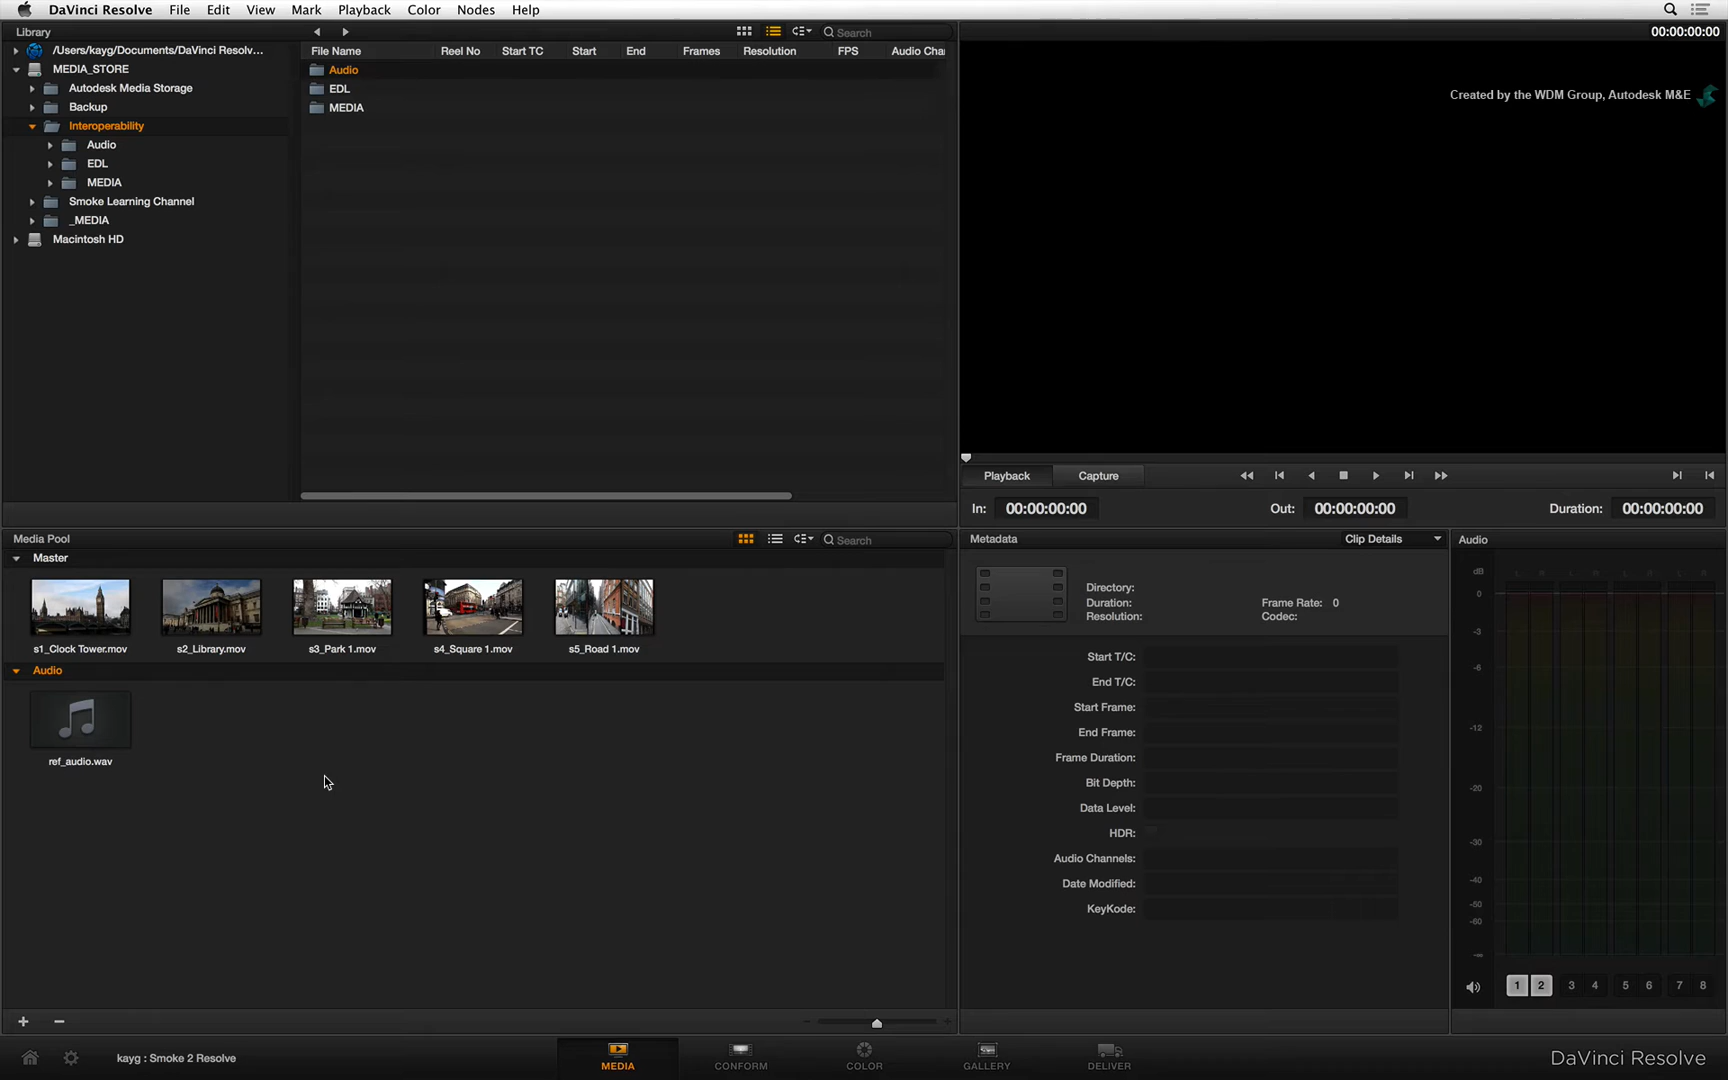 DaVinci Resolve File Edit View Mark Playback Color Nodes Help
Library
/Users/kayg/Documents/DaVinci Resolv...
MEDIA_STORE
Autodesk Media Storage
Backup
Interoperability
Audio
EDL
MEDIA
Smoke Learning Channel
_MEDIA
Macintosh HD
Search
File Name Reel No Start TC Start End Frames Resolution FPS Audio Cha
Audio
EDL
MEDIA
00:00:00:00
Created by the WDM Group, Autodesk M&E
Playback Capture
In: 00:00:00:00 Out: 00:00:00:00 Duration: 00:00:00:00
Media Pool
Search
Master
s1_Clock Tower.mov s2_Library.mov s3_Park 1.mov s4_Square 1.mov s5_Road 1.mov
Audio
ref_audio.wav
Metadata Clip Details
Directory:
Duration: Frame Rate: 0
Resolution: Codec:
Start T/C:
End T/C:
Start Frame:
End Frame:
Frame Duration:
Bit Depth:
Data Level:
HDR:
Audio Channels:
Date Modified:
KeyKode:
Audio
dB
0
-3
-6
-12
-20
-30
-40
-50
-60
-∞
1 2 3 4 5 6 7 8
kayg : Smoke 2 Resolve
MEDIA CONFORM COLOR GALLERY DELIVER
DaVinci Resolve